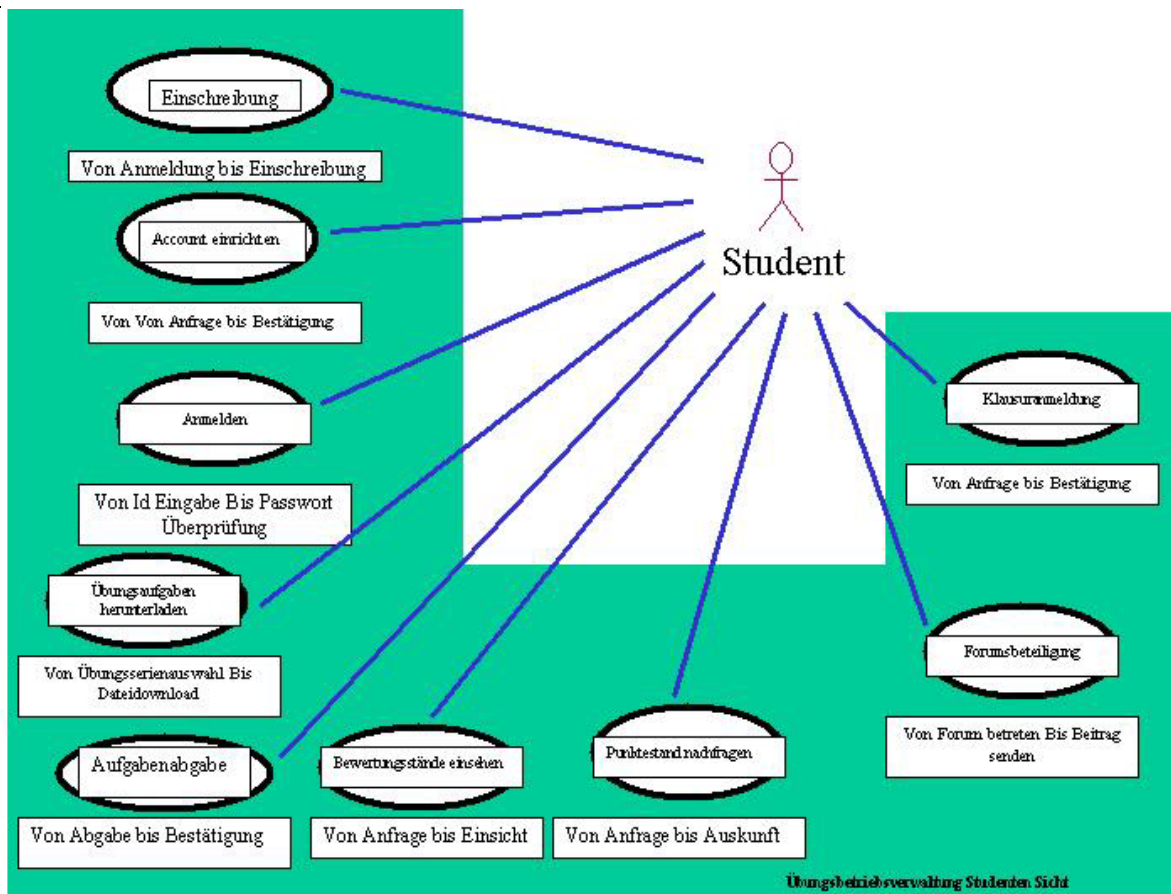 Einschreibung
Von Anmeldung bis Einschreibung
Account einrichten
Von Von Anfrage bis Bestätigung
Anmelden
Von Id Eingabe Bis Passwort
Überprüfung
Übungsaufgaben
herunterladen
Von Übungsserienauswahl Bis
Dateidownload
Aufgabenabgabe
Von Abgabe bis Bestätigung
Bewertungsstände einsehen
Von Anfrage bis Einsicht
Punktestand nachfragen
Von Anfrage bis Auskunft
Student
Klausuranmeldung
Von Anfrage bis Bestätigung
Forumsbeteiligung
Von Forum betreten Bis Beitrag
senden
Übungsbetriebsverwaltung Studenten Sicht